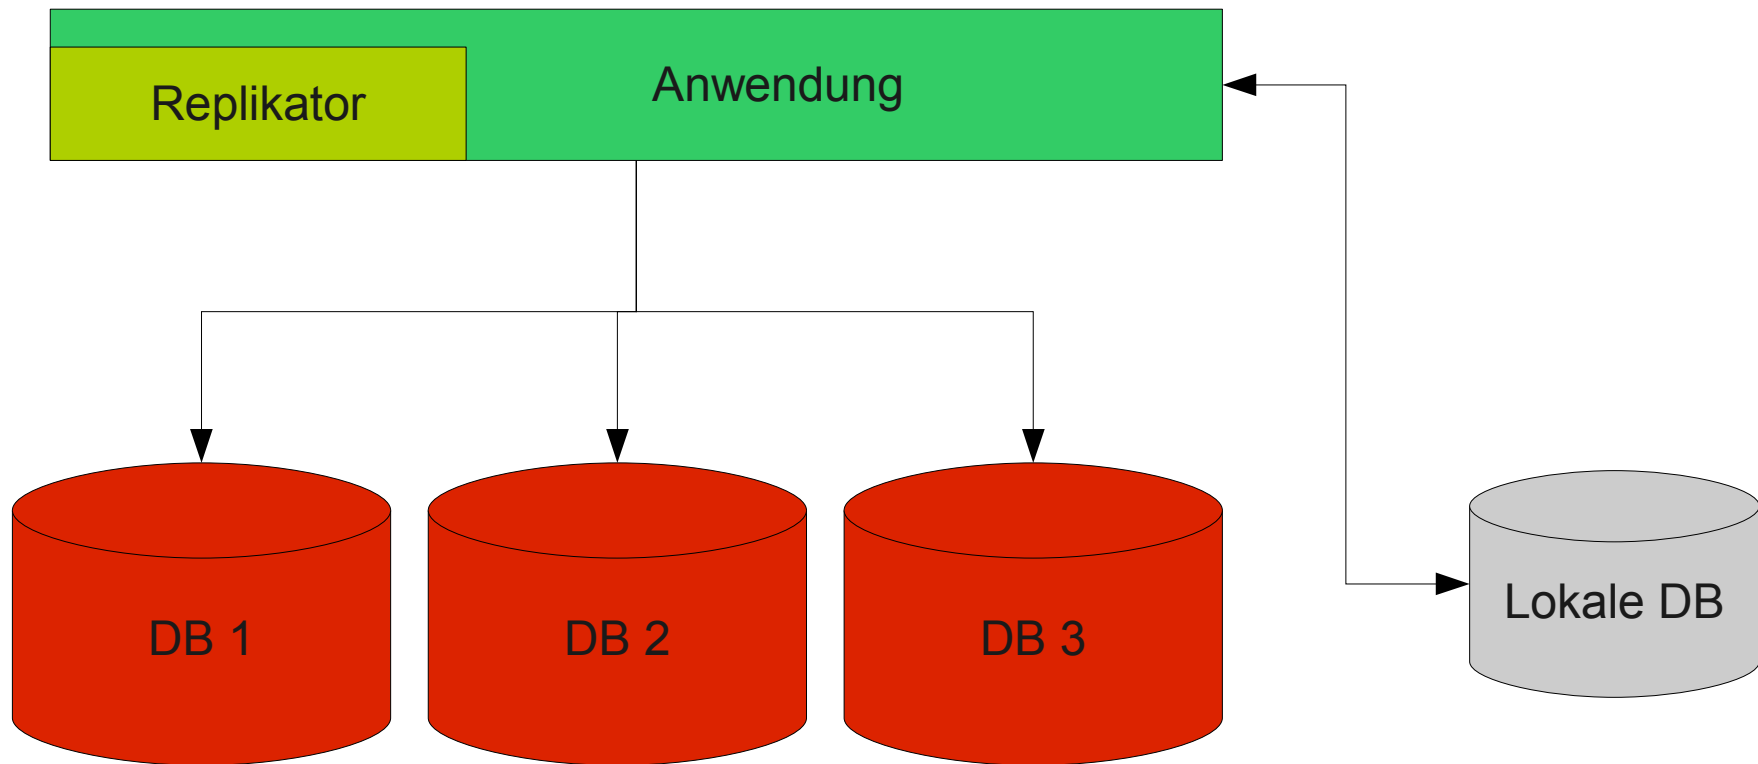 Anwendung
Replikator
DB 1
DB 2
DB 3
Lokale DB